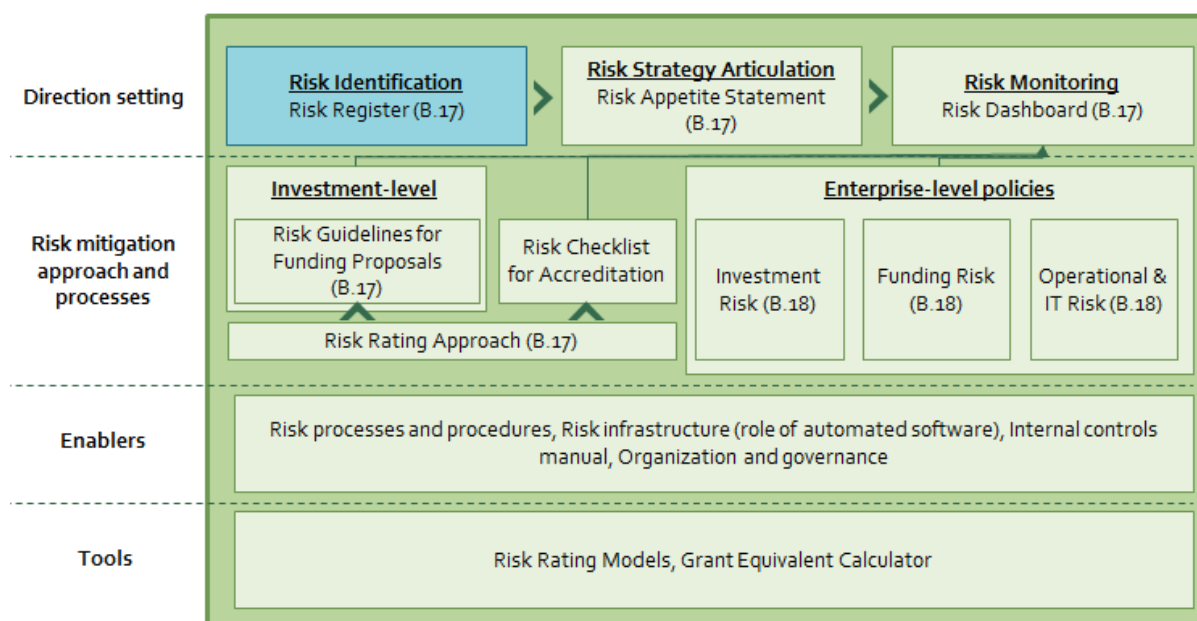 Direction setting
Risk Identification
Risk Register (B.17)
Risk Strategy Articulation
Risk Appetite Statement
(B.17)
Risk Monitoring
Risk Dashboard (B.17)
Risk mitigation
approach and
processes
Investment-level
Risk Guidelines for
Funding Proposals
(B.17)
Risk Checklist
for Accreditation
Risk Rating Approach (B.17)
Enterprise-level policies
Investment
Risk (B.18)
Funding Risk
(B.18)
Operational &
IT Risk (B.18)
Enablers
Risk processes and procedures, Risk infrastructure (role of automated software), Internal controls
manual, Organization and governance
Tools
Risk Rating Models, Grant Equivalent Calculator